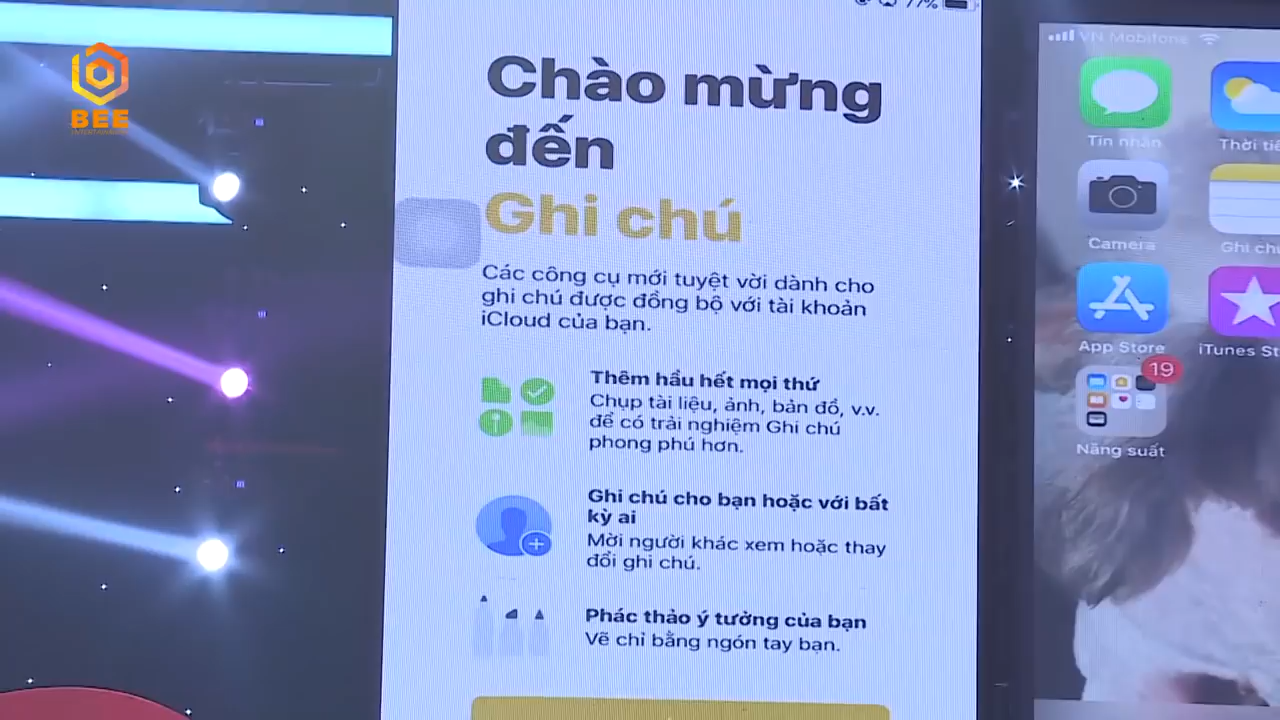 BEE
77%
Chào mừng
đến
Ghi chú
Các công cụ mới tuyệt vời dành cho
ghi chú được đồng bộ với tài khoản
iCloud của bạn.
Thêm hầu hết mọi thứ
Chụp tài liệu, ảnh, bản đồ, v.v.
để có trải nghiệm Ghi chú
phong phú hơn.
Ghi chú cho bạn hoặc với bất
kỳ ai
Mời người khác xem hoặc thay
đổi ghi chú.
Phác thảo ý tưởng của bạn
Vẽ chỉ bằng ngón tay bạn.
VN Mobifone
Tin nhắn
Thời tiế
Camera
Ghi chú
App Store
iTunes St
19
Năng suất